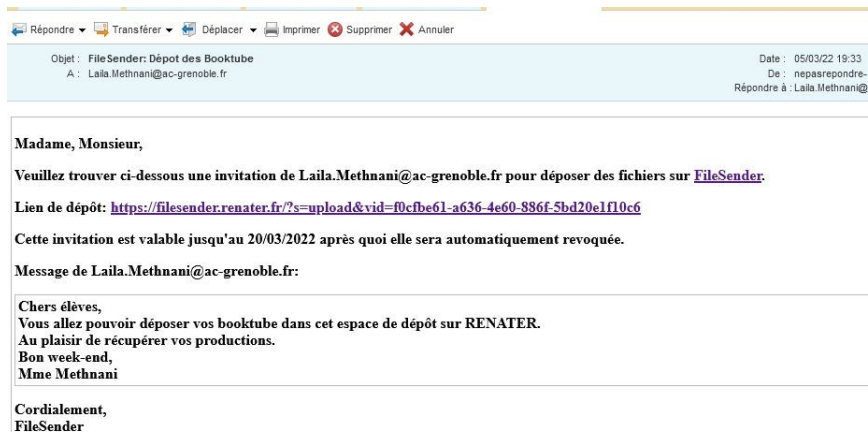 Répondre Transférer Déplacer Imprimer Supprimer Annuler
Objet : FileSender: Dépot des Booktube
A : Laila.Methnani@ac-grenoble.fr
Date : 05/03/22 19:33
De : nepasrepondre-
Répondre à : Laila.Methnani@
Madame, Monsieur,
Veuillez trouver ci-dessous une invitation de Laila.Methnani@ac-grenoble.fr pour déposer des fichiers sur FileSender.
Lien de dépôt: https://filesender.renater.fr/?s=upload&vid=f0cfbe61-a636-4e60-886f-5bd20e1f10c6
Cette invitation est valable jusqu'au 20/03/2022 après quoi elle sera automatiquement revoquée.
Message de Laila.Methnani@ac-grenoble.fr:
Chers élèves,
Vous allez pouvoir déposer vos booktube dans cet espace de dépôt sur RENATER.
Au plaisir de récupérer vos productions.
Bon week-end,
Mme Methnani
Cordialement,
FileSender